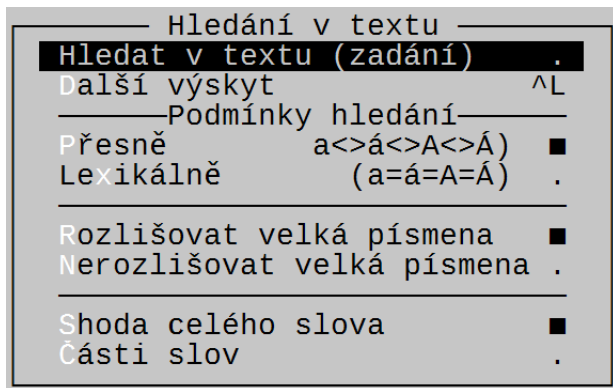 Hledání v textu
Hledat v textu (zadání) .
Další výskyt ^L
Podmínky hledání
Přesně a<>á<>A<>Á) ■
Lexikálně (a=á=A=Á) .
Rozlišovat velká písmena ■
Nerozlišovat velká písmena .
Shoda celého slova ■
Části slov .